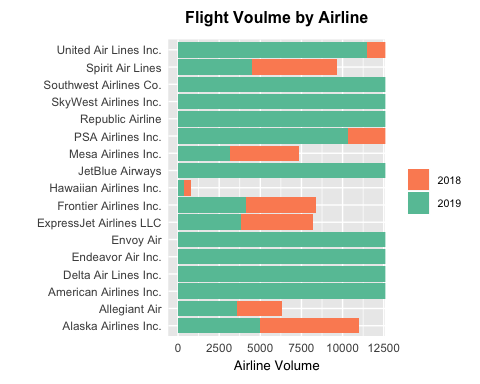 Flight Voulme by Airline
United Air Lines Inc.
Spirit Air Lines
Southwest Airlines Co.
SkyWest Airlines Inc.
Republic Airline
PSA Airlines Inc.
Mesa Airlines Inc.
JetBlue Airways
Hawaiian Airlines Inc.
Frontier Airlines Inc.
ExpressJet Airlines LLC
Envoy Air
Endeavor Air Inc.
Delta Air Lines Inc.
American Airlines Inc.
Allegiant Air
Alaska Airlines Inc.
2018
2019
0 2500 5000 7500 10000 12500
Airline Volume